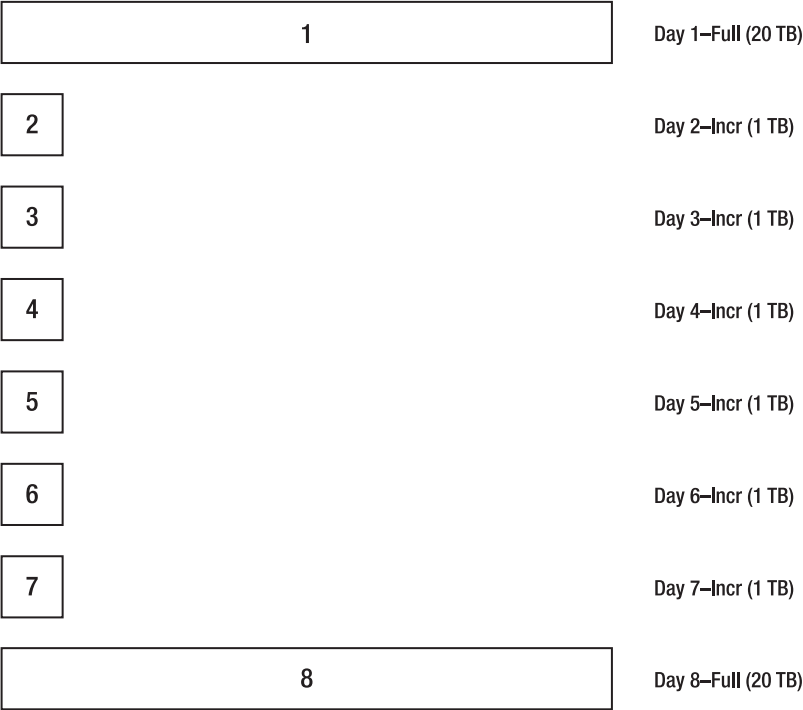 1 Day 1–Full (20 TB)
2 Day 2–Incr (1 TB)
3 Day 3–Incr (1 TB)
4 Day 4–Incr (1 TB)
5 Day 5–Incr (1 TB)
6 Day 6–Incr (1 TB)
7 Day 7–Incr (1 TB)
8 Day 8–Full (20 TB)